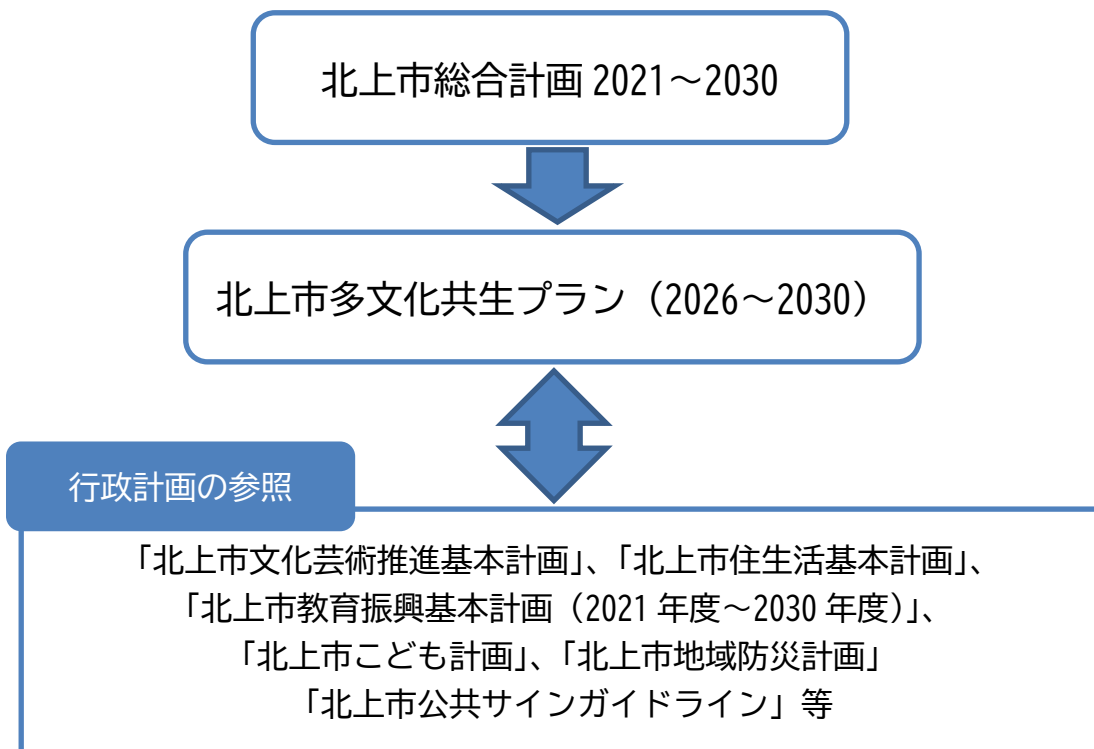 北上市総合計画 2021～2030
北上市多文化共生プラン（2026～2030）
行政計画の参照
「北上市文化芸術推進基本計画」、「北上市住生活基本計画」、
「北上市教育振興基本計画（2021 年度～2030 年度）」、
「北上市こども計画」、「北上市地域防災計画」
「北上市公共サインガイドライン」等